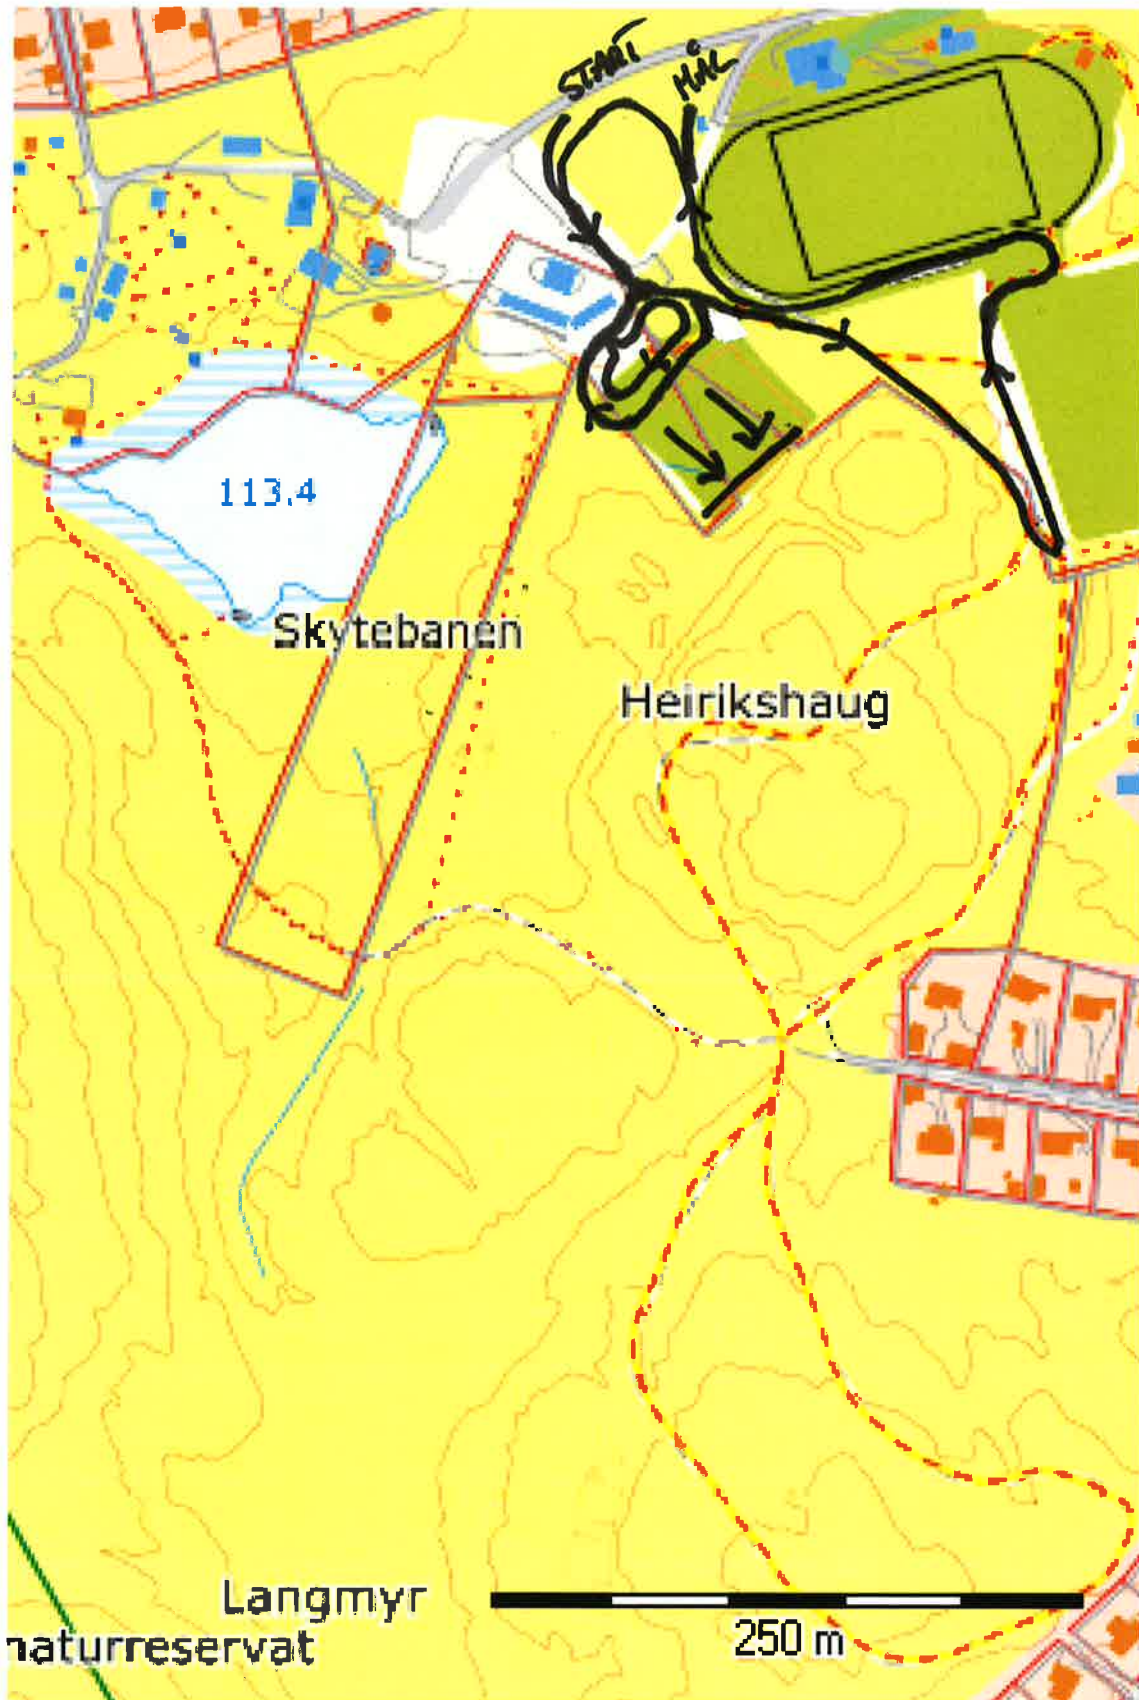 START
MÅL
113.4
Skytebanen
Heirikshaug
Langmyr
naturreservat
250 m